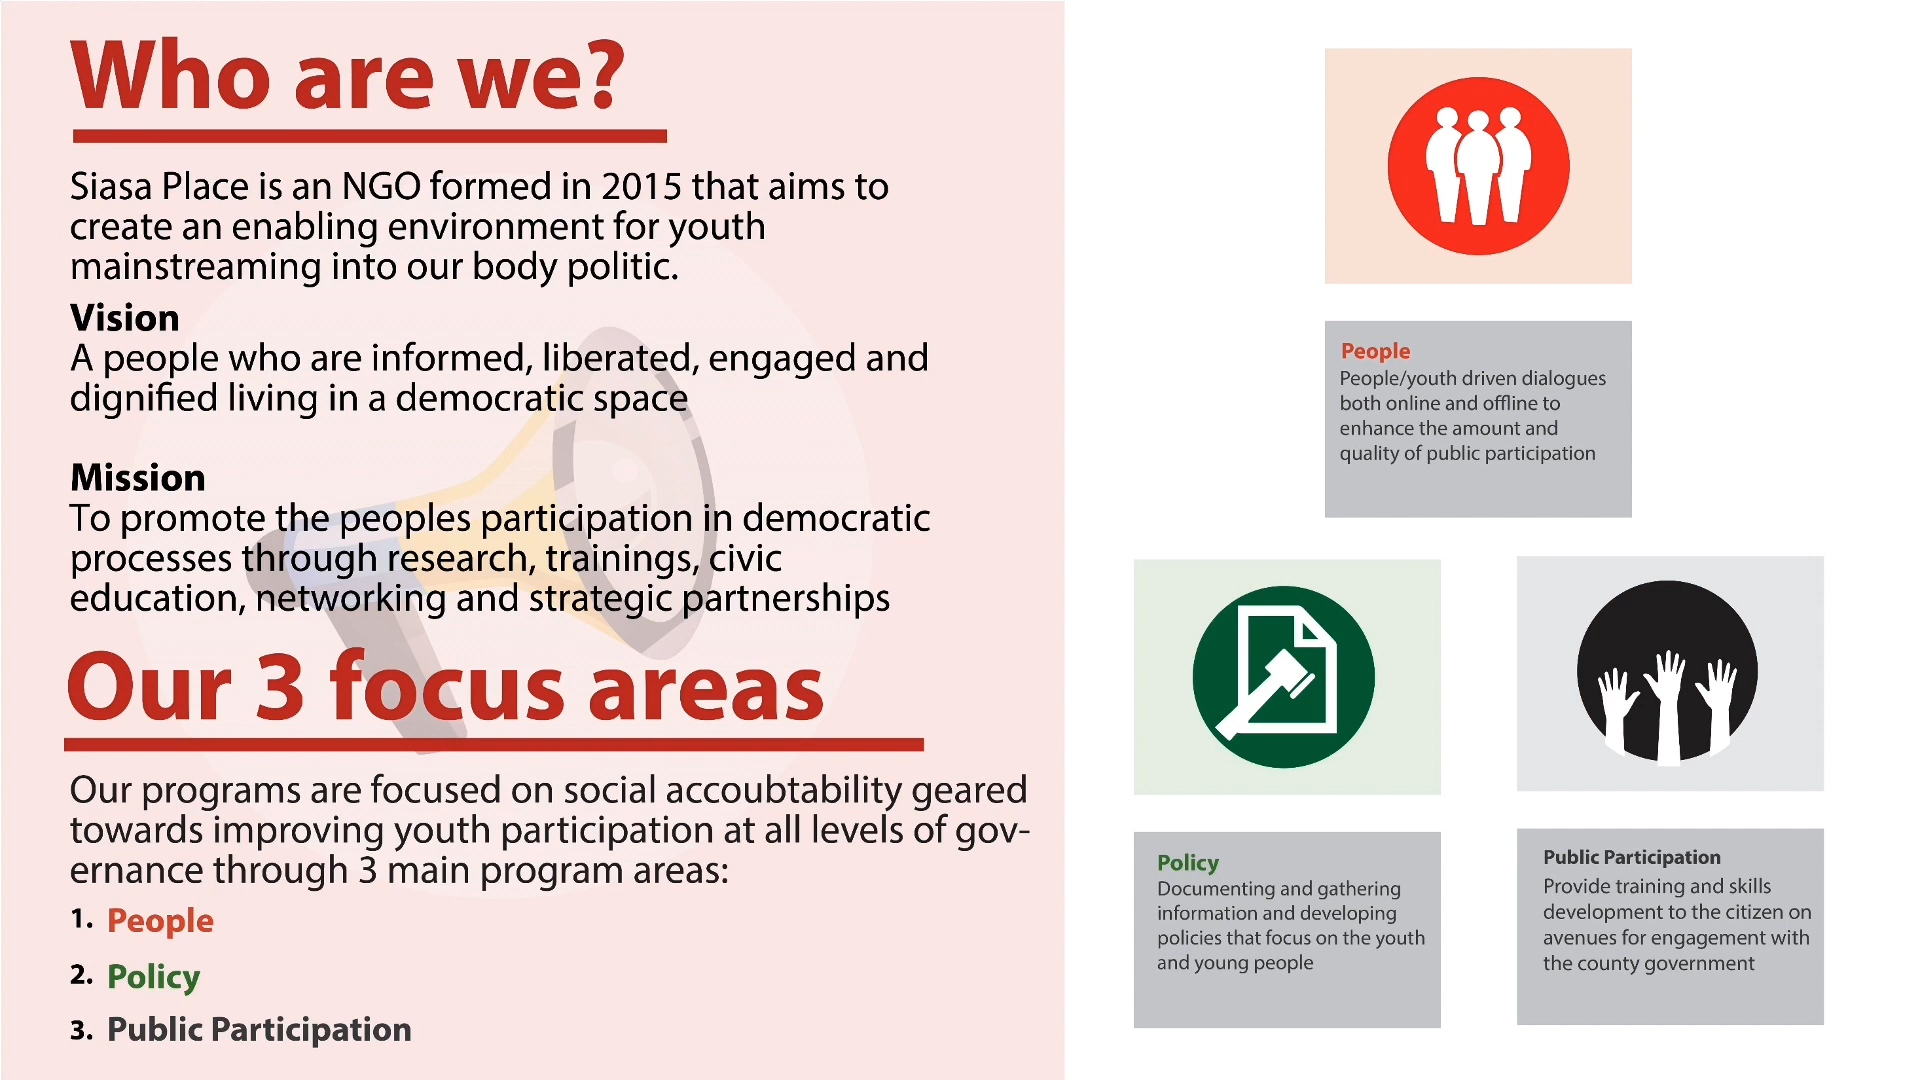 Who are we?
Siasa Place is an NGO formed in 2015 that aims to
create an enabling environment for youth
mainstreaming into our body politic.
Vision
A people who are informed, liberated, engaged and
dignified living in a democratic space
Mission
To promote the peoples participation in democratic
processes through research, trainings, civic
education, networking and strategic partnerships
Our 3 focus areas
Our programs are focused on social accoubtability geared
towards improving youth participation at all levels of gov-
ernance through 3 main program areas:
1. People
2. Policy
3. Public Participation
People
People/youth driven dialogues
both online and offline to
enhance the amount and
quality of public participation
Policy
Documenting and gathering
information and developing
policies that focus on the youth
and young people
Public Participation
Provide training and skills
development to the citizen on
avenues for engagement with
the county government